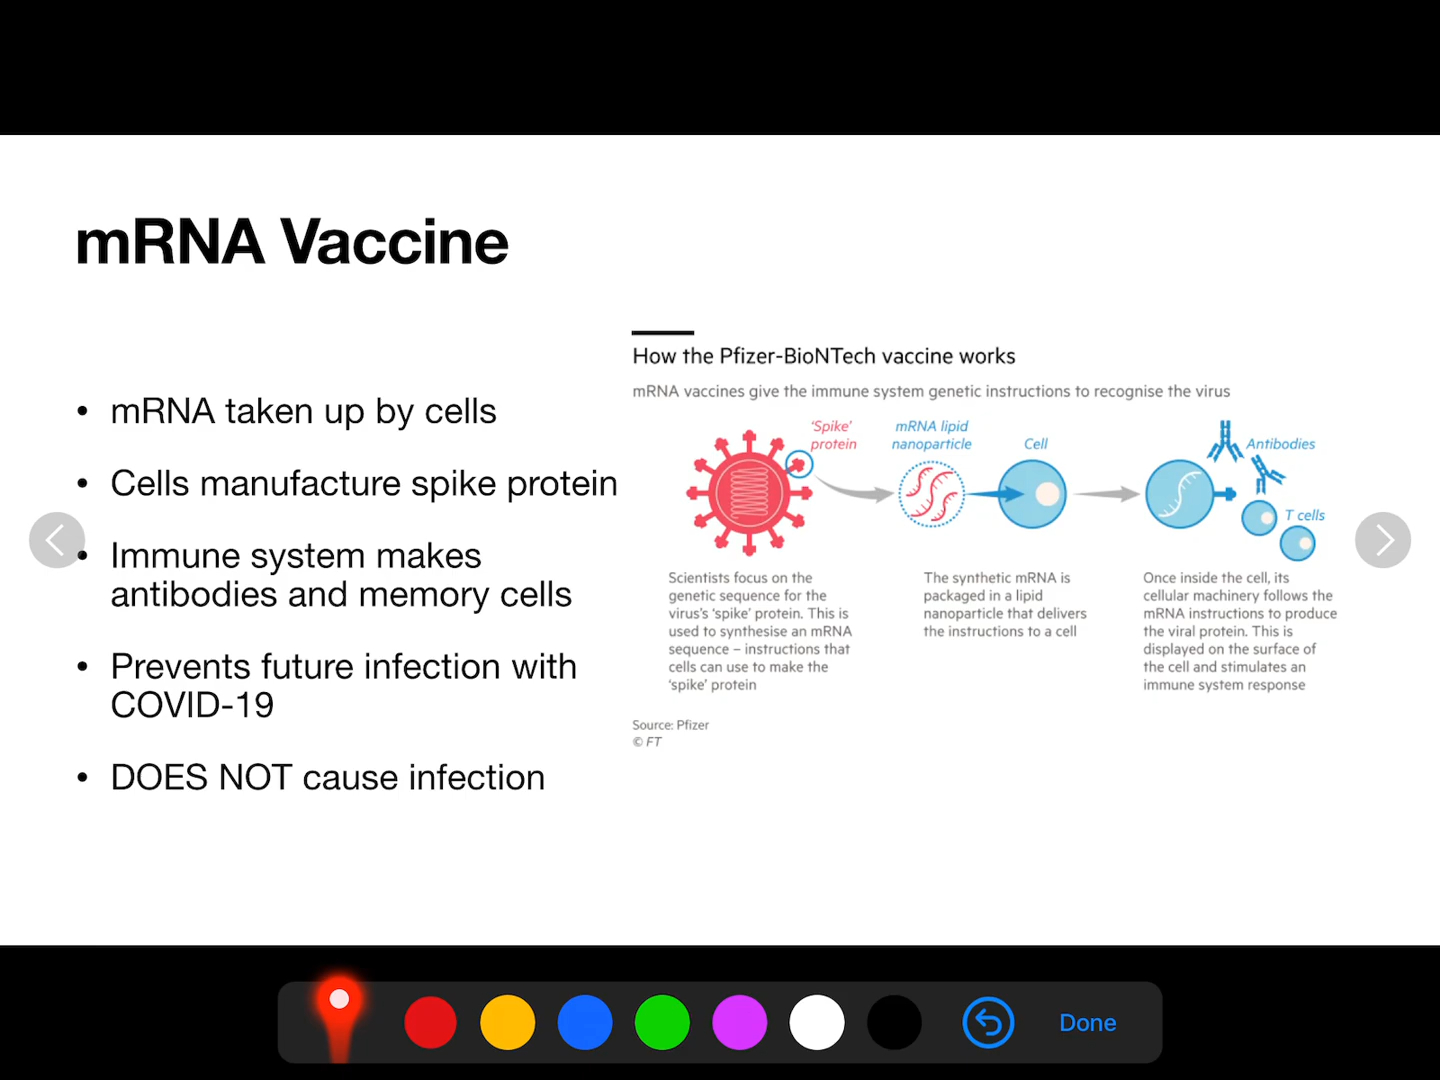 mRNA Vaccine
• mRNA taken up by cells
• Cells manufacture spike protein
• Immune system makes
antibodies and memory cells
• Prevents future infection with
COVID-19
• DOES NOT cause infection
How the Pfizer-BioNTech vaccine works
mRNA vaccines give the immune system genetic instructions to recognise the virus
'Spike'
protein
mRNA lipid
nanoparticle
Cell
Antibodies
T cells
Scientists focus on the
genetic sequence for the
virus's 'spike' protein. This is
used to synthesise an mRNA
sequence – instructions that
cells can use to make the
'spike' protein
The synthetic mRNA is
packaged in a lipid
nanoparticle that delivers
the instructions to a cell
Once inside the cell, its
cellular machinery follows the
mRNA instructions to produce
the viral protein. This is
displayed on the surface of
the cell and stimulates an
immune system response
Source: Pfizer
© FT
Done